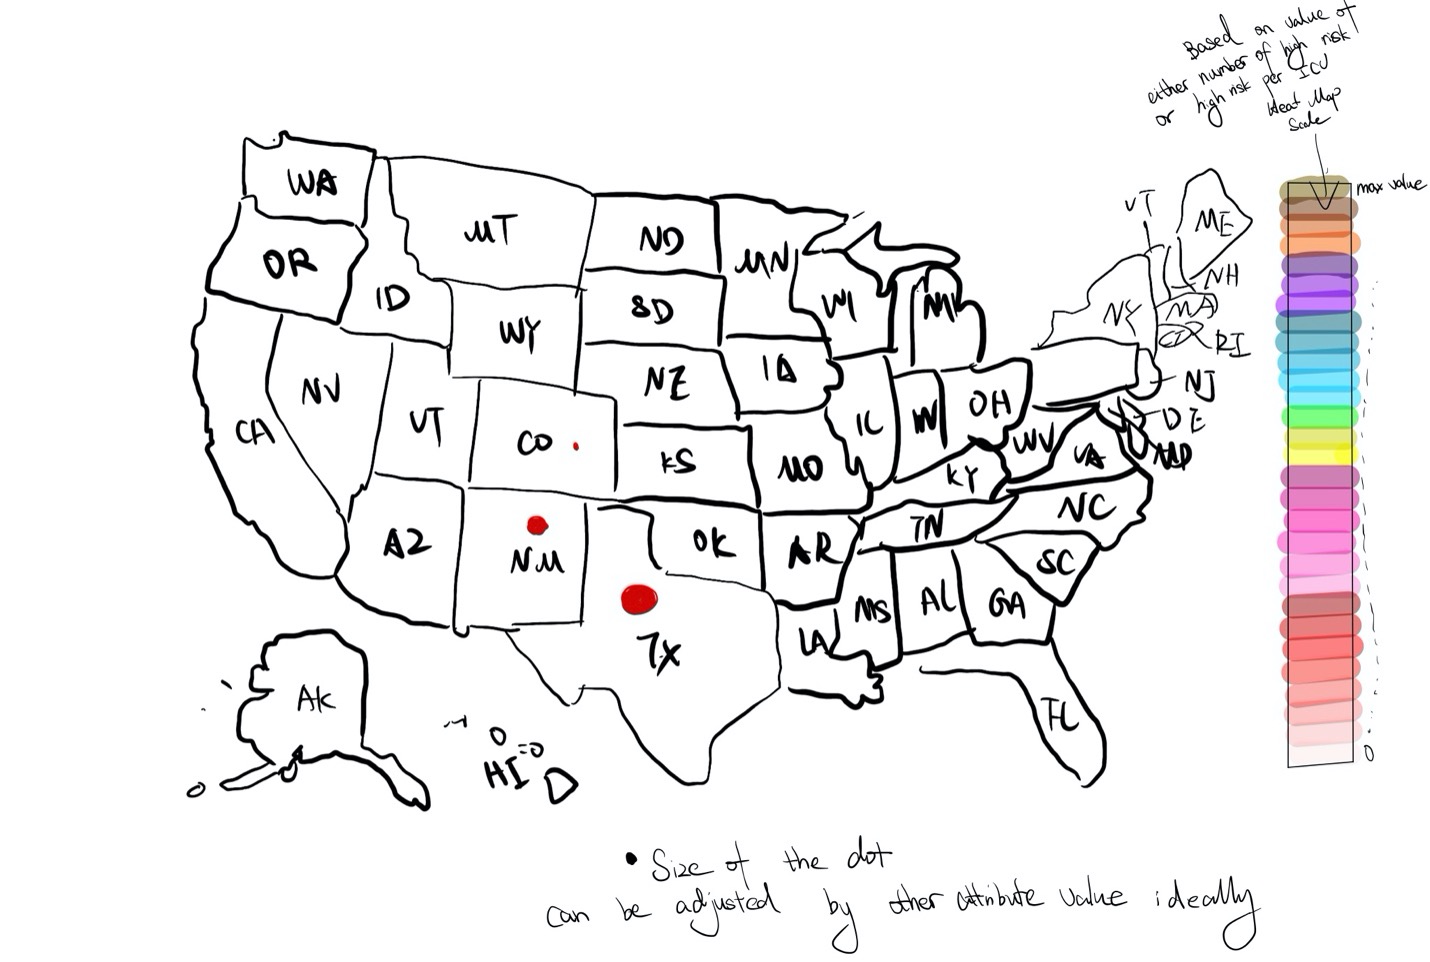 Based on value of
either number of high risk
or high risk per ICU
Heat Map
Scale
max value
WA
MT
ND
MN
VT
ME
OR
ID
SD
WI
MI
NY
NH
MA
WY
CT
RI
NV
NE
IA
NJ
CA
VT
CO
KS
MO
IL
IN
OH
WV
VA
DE
MD
KY
AZ
NM
OK
AR
TN
NC
SC
TX
LA
MS
AL
GA
AK
HI
FL
0
Size of the dot
can be adjusted by other attribute value ideally